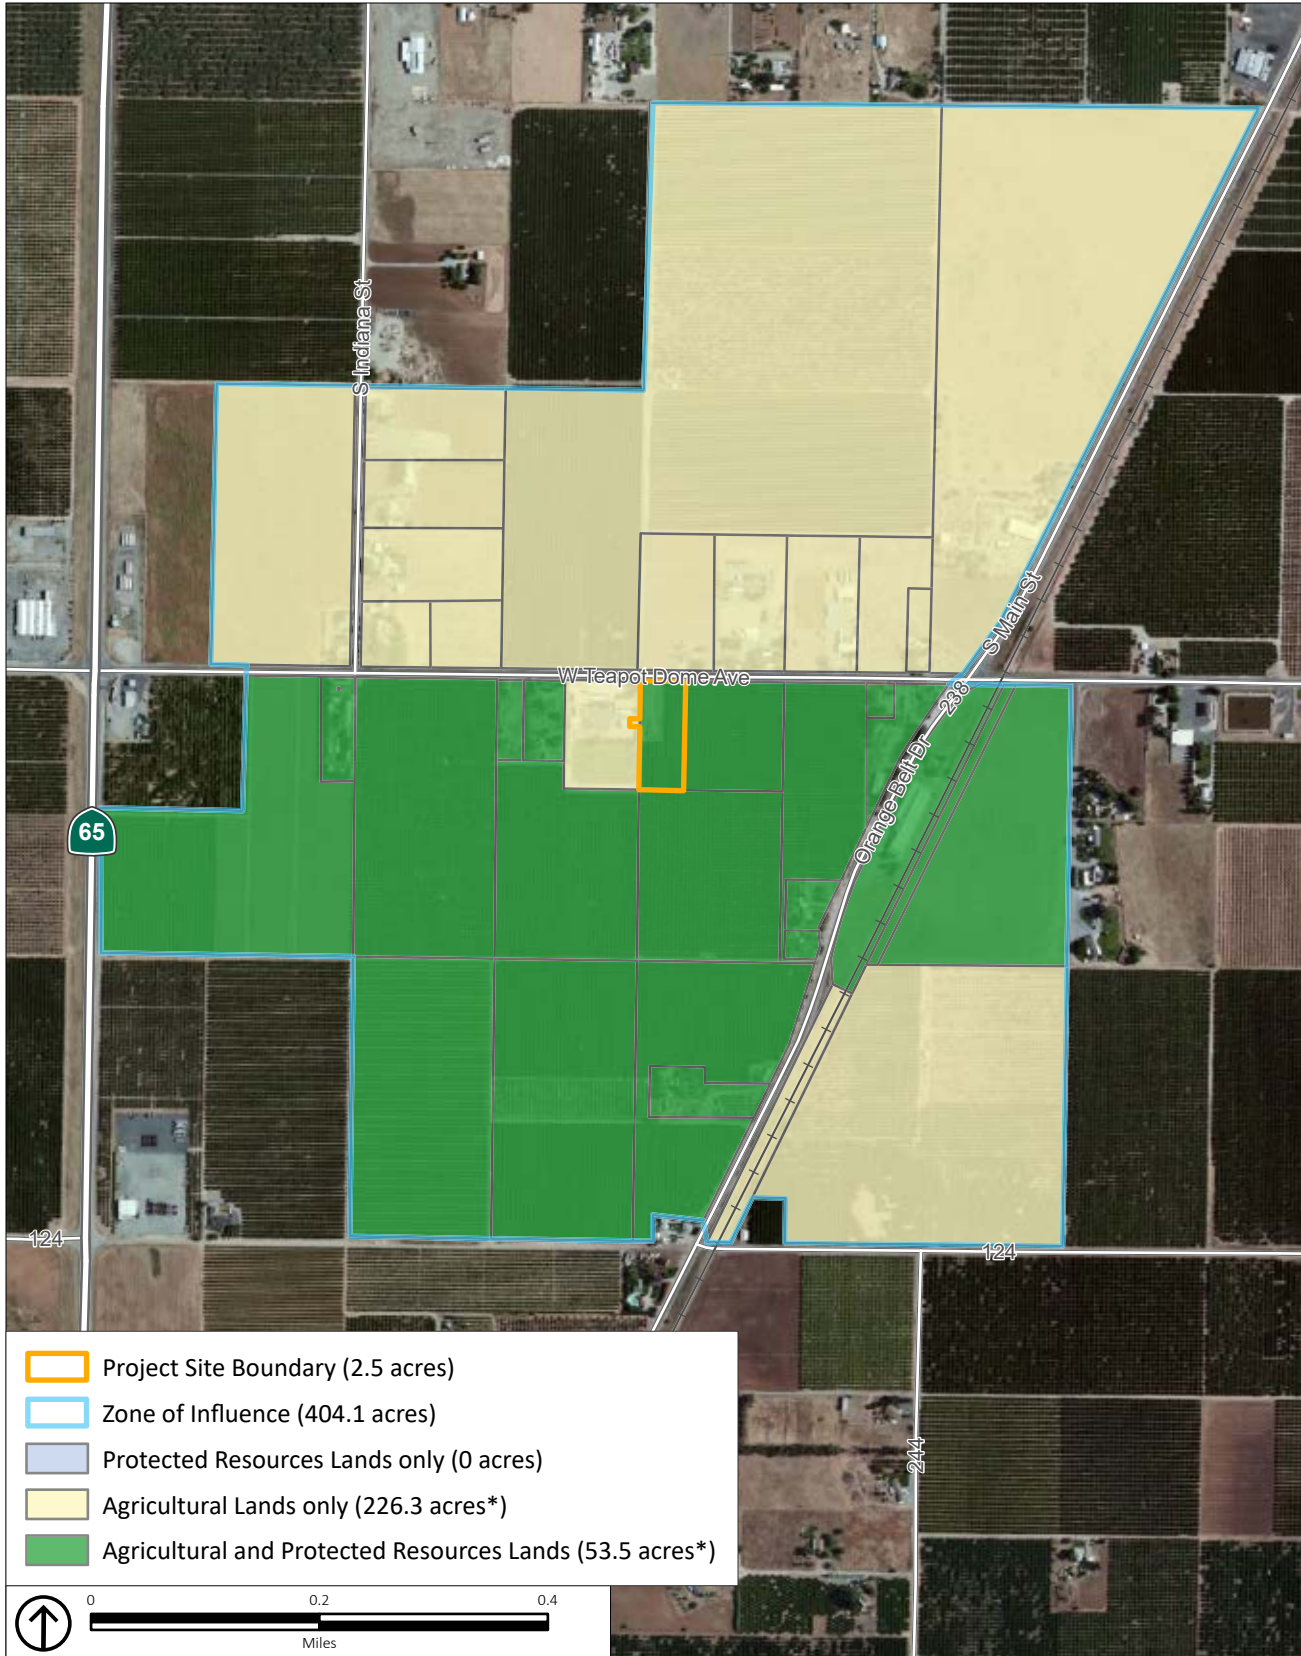 S Indiana St
S Main St
W Teapot Dome Ave
238
Orange Belt Dr
65
124
124
244
Project Site Boundary (2.5 acres)
Zone of Influence (404.1 acres)
Protected Resources Lands only (0 acres)
Agricultural Lands only (226.3 acres*)
Agricultural and Protected Resources Lands (53.5 acres*)
0 0.2 0.4
Miles